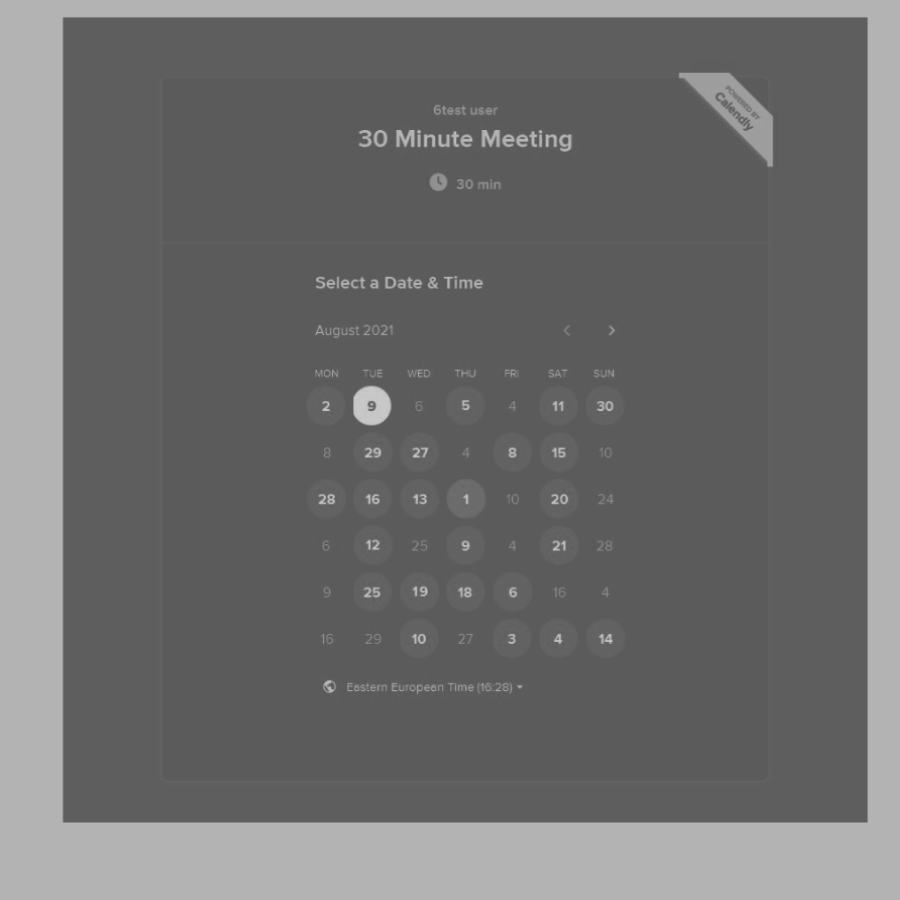 POWERED BY
Calendly
6test user
30 Minute Meeting
30 min
Select a Date & Time
August 2021
MON TUE WED THU FRI SAT SUN
2 9 6 5 4 11 30
8 29 27 4 8 15 10
28 16 13 1 10 20 24
6 12 25 9 4 21 28
9 25 19 18 6 16 4
16 29 10 27 3 4 14
Eastern European Time (16:28)